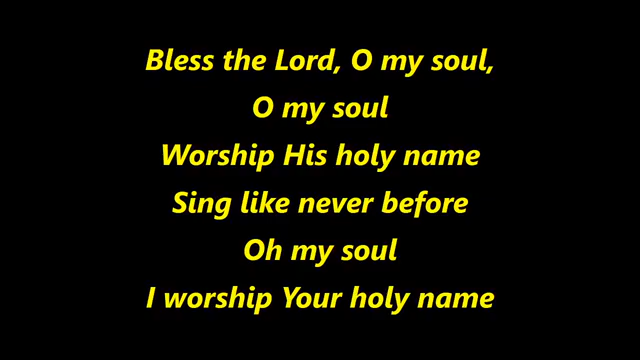 Bless the Lord, O my soul,
O my soul
Worship His holy name
Sing like never before
Oh my soul
I worship Your holy name